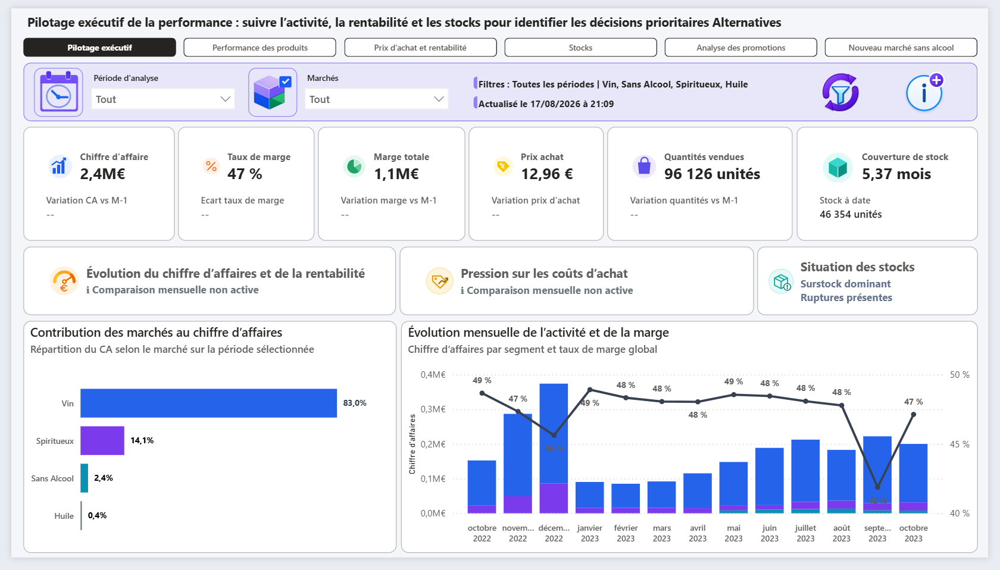 Pilotage exécutif de la performance : suivre l’activité, la rentabilité et les stocks pour identifier les décisions prioritaires Alternatives
Pilotage exécutif
Performance des produits
Prix d’achat et rentabilité
Stocks
Analyse des promotions
Nouveau marché sans alcool
Période d'analyse
Tout
Marchés
Tout
Filtres : Toutes les périodes | Vin, Sans Alcool, Spiritueux, Huile
Actualisé le 17/08/2026 à 21:09
Chiffre d'affaire
2,4M€
Variation CA vs M-1
--
Taux de marge
47 %
Ecart taux de marge
--
Marge totale
1,1M€
Variation marge vs M-1
--
Prix achat
12,96 €
Variation prix d'achat
--
Quantités vendues
96 126 unités
Variation quantités vs M-1
--
Couverture de stock
5,37 mois
Stock à date
46 354 unités
Évolution du chiffre d’affaires et de la rentabilité
ℹ Comparaison mensuelle non active
Pression sur les coûts d’achat
ℹ Comparaison mensuelle non active
Situation des stocks
Surstock dominant
Ruptures présentes
Contribution des marchés au chiffre d’affaires
Répartition du CA selon le marché sur la période sélectionnée
Vin
83,0%
Spiritueux
14,1%
Sans Alcool
2,4%
Huile
0,4%
Évolution mensuelle de l’activité et de la marge
Chiffre d’affaires par segment et taux de marge global
Chiffre d’affaires
0,4M€
0,3M€
0,2M€
0,1M€
0,0M€
50 %
45 %
40 %
49 %
47 %
46 %
49 %
48 %
48 %
48 %
49 %
48 %
48 %
48 %
42 %
47 %
octobre
2022
novem...
2022
décem...
2022
janvier
2023
février
2023
mars
2023
avril
2023
mai
2023
juin
2023
juillet
2023
août
2023
septe...
2023
octobre
2023